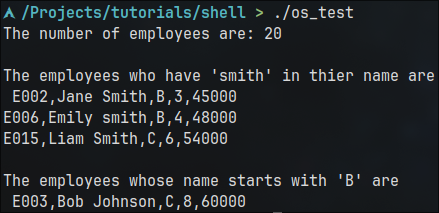 /Projects/tutorials/shell > ./os_test
The number of employees are: 20
The employees who have 'smith' in thier name are
E002,Jane Smith,B,3,45000
E006,Emily smith,B,4,48000
E015,Liam Smith,C,6,54000
The employees whose name starts with 'B' are
E003,Bob Johnson,C,8,60000